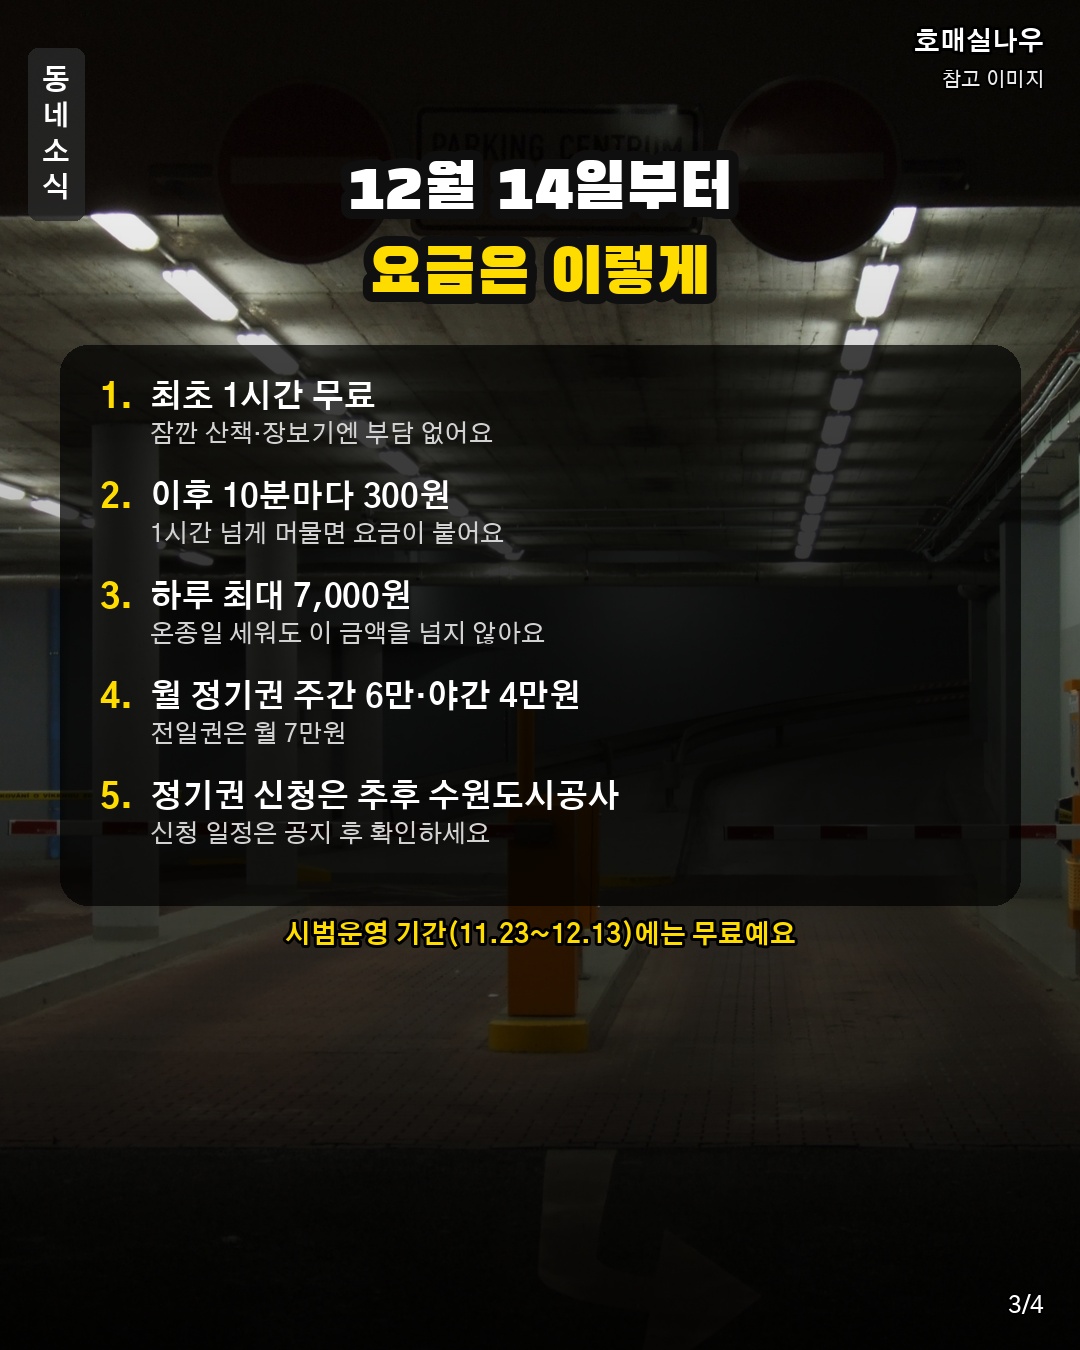 동네소식
호매실나우
참고 이미지
PARKING CENTRUM
12월 14일부터
요금은 이렇게
1. 최초 1시간 무료
잠깐 산책·장보기엔 부담 없어요
2. 이후 10분마다 300원
1시간 넘게 머물면 요금이 붙어요
3. 하루 최대 7,000원
온종일 세워도 이 금액을 넘지 않아요
4. 월 정기권 주간 6만·야간 4만원
전일권은 월 7만원
5. 정기권 신청은 추후 수원도시공사
신청 일정은 공지 후 확인하세요
시범운영 기간(11.23~12.13)에는 무료예요
3/4